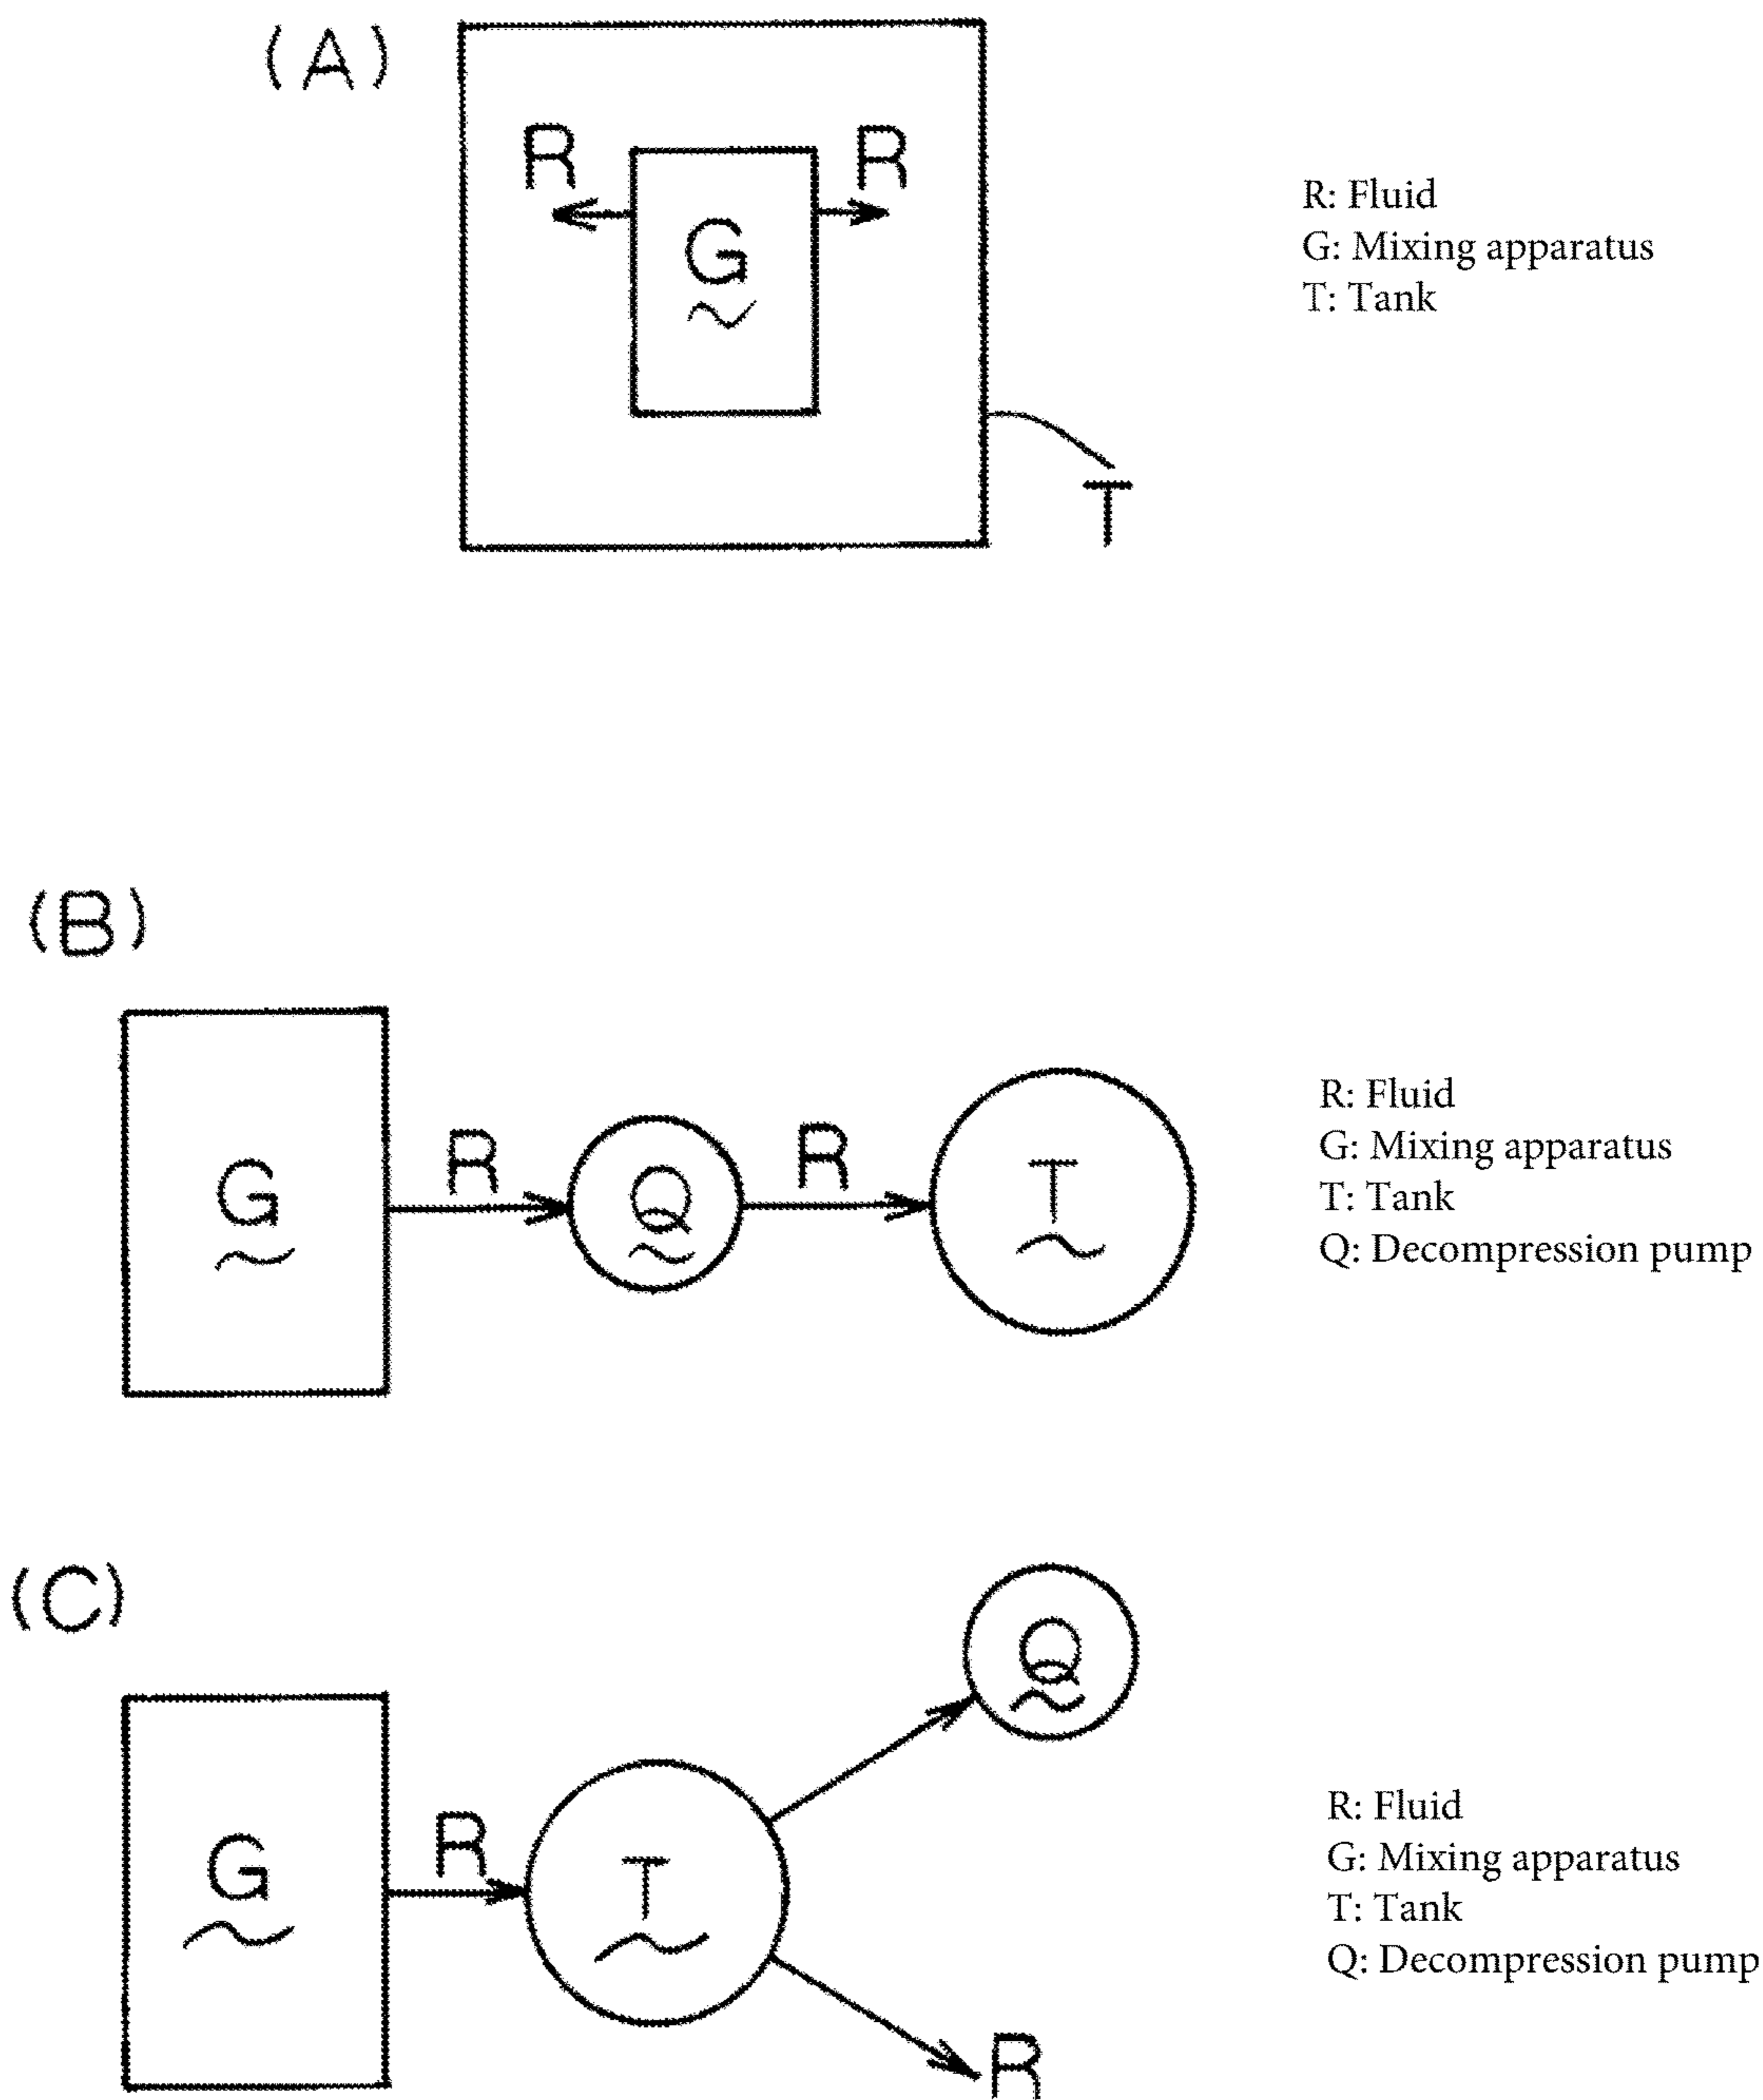 (A)
R R
G
T
R: Fluid
G: Mixing apparatus
T: Tank
(B)
G R Q R T
R: Fluid
G: Mixing apparatus
T: Tank
Q: Decompression pump
(C)
Q
G R T
R
R: Fluid
G: Mixing apparatus
T: Tank
Q: Decompression pump